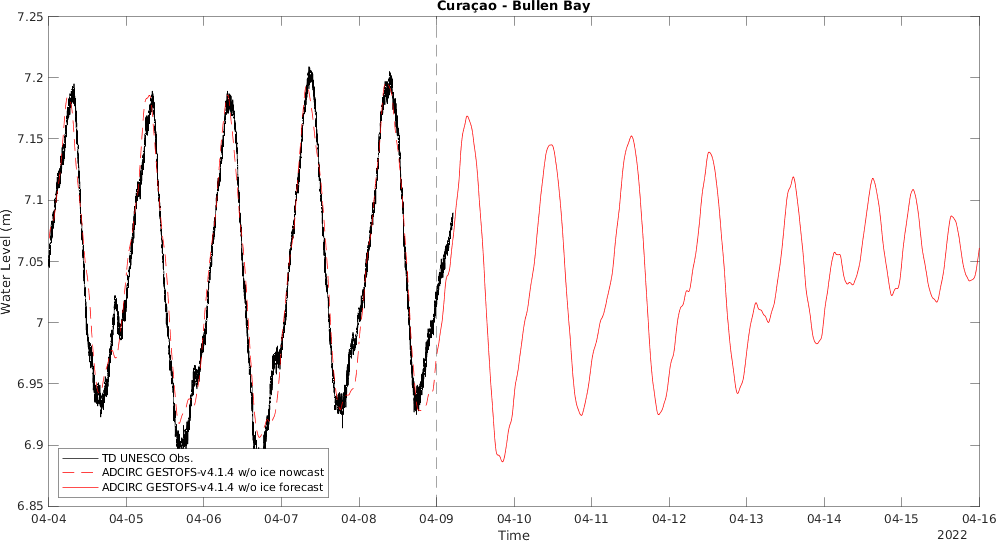 Curaçao - Bullen Bay
Water Level (m)
7.25
7.2
7.15
7.1
7.05
7
6.95
6.9
6.85
TD UNESCO Obs.
ADCIRC GESTOFS-v4.1.4 w/o ice nowcast
ADCIRC GESTOFS-v4.1.4 w/o ice forecast
04-04 04-05 04-06 04-07 04-08 04-09 04-10 04-11 04-12 04-13 04-14 04-15 04-16
Time
2022